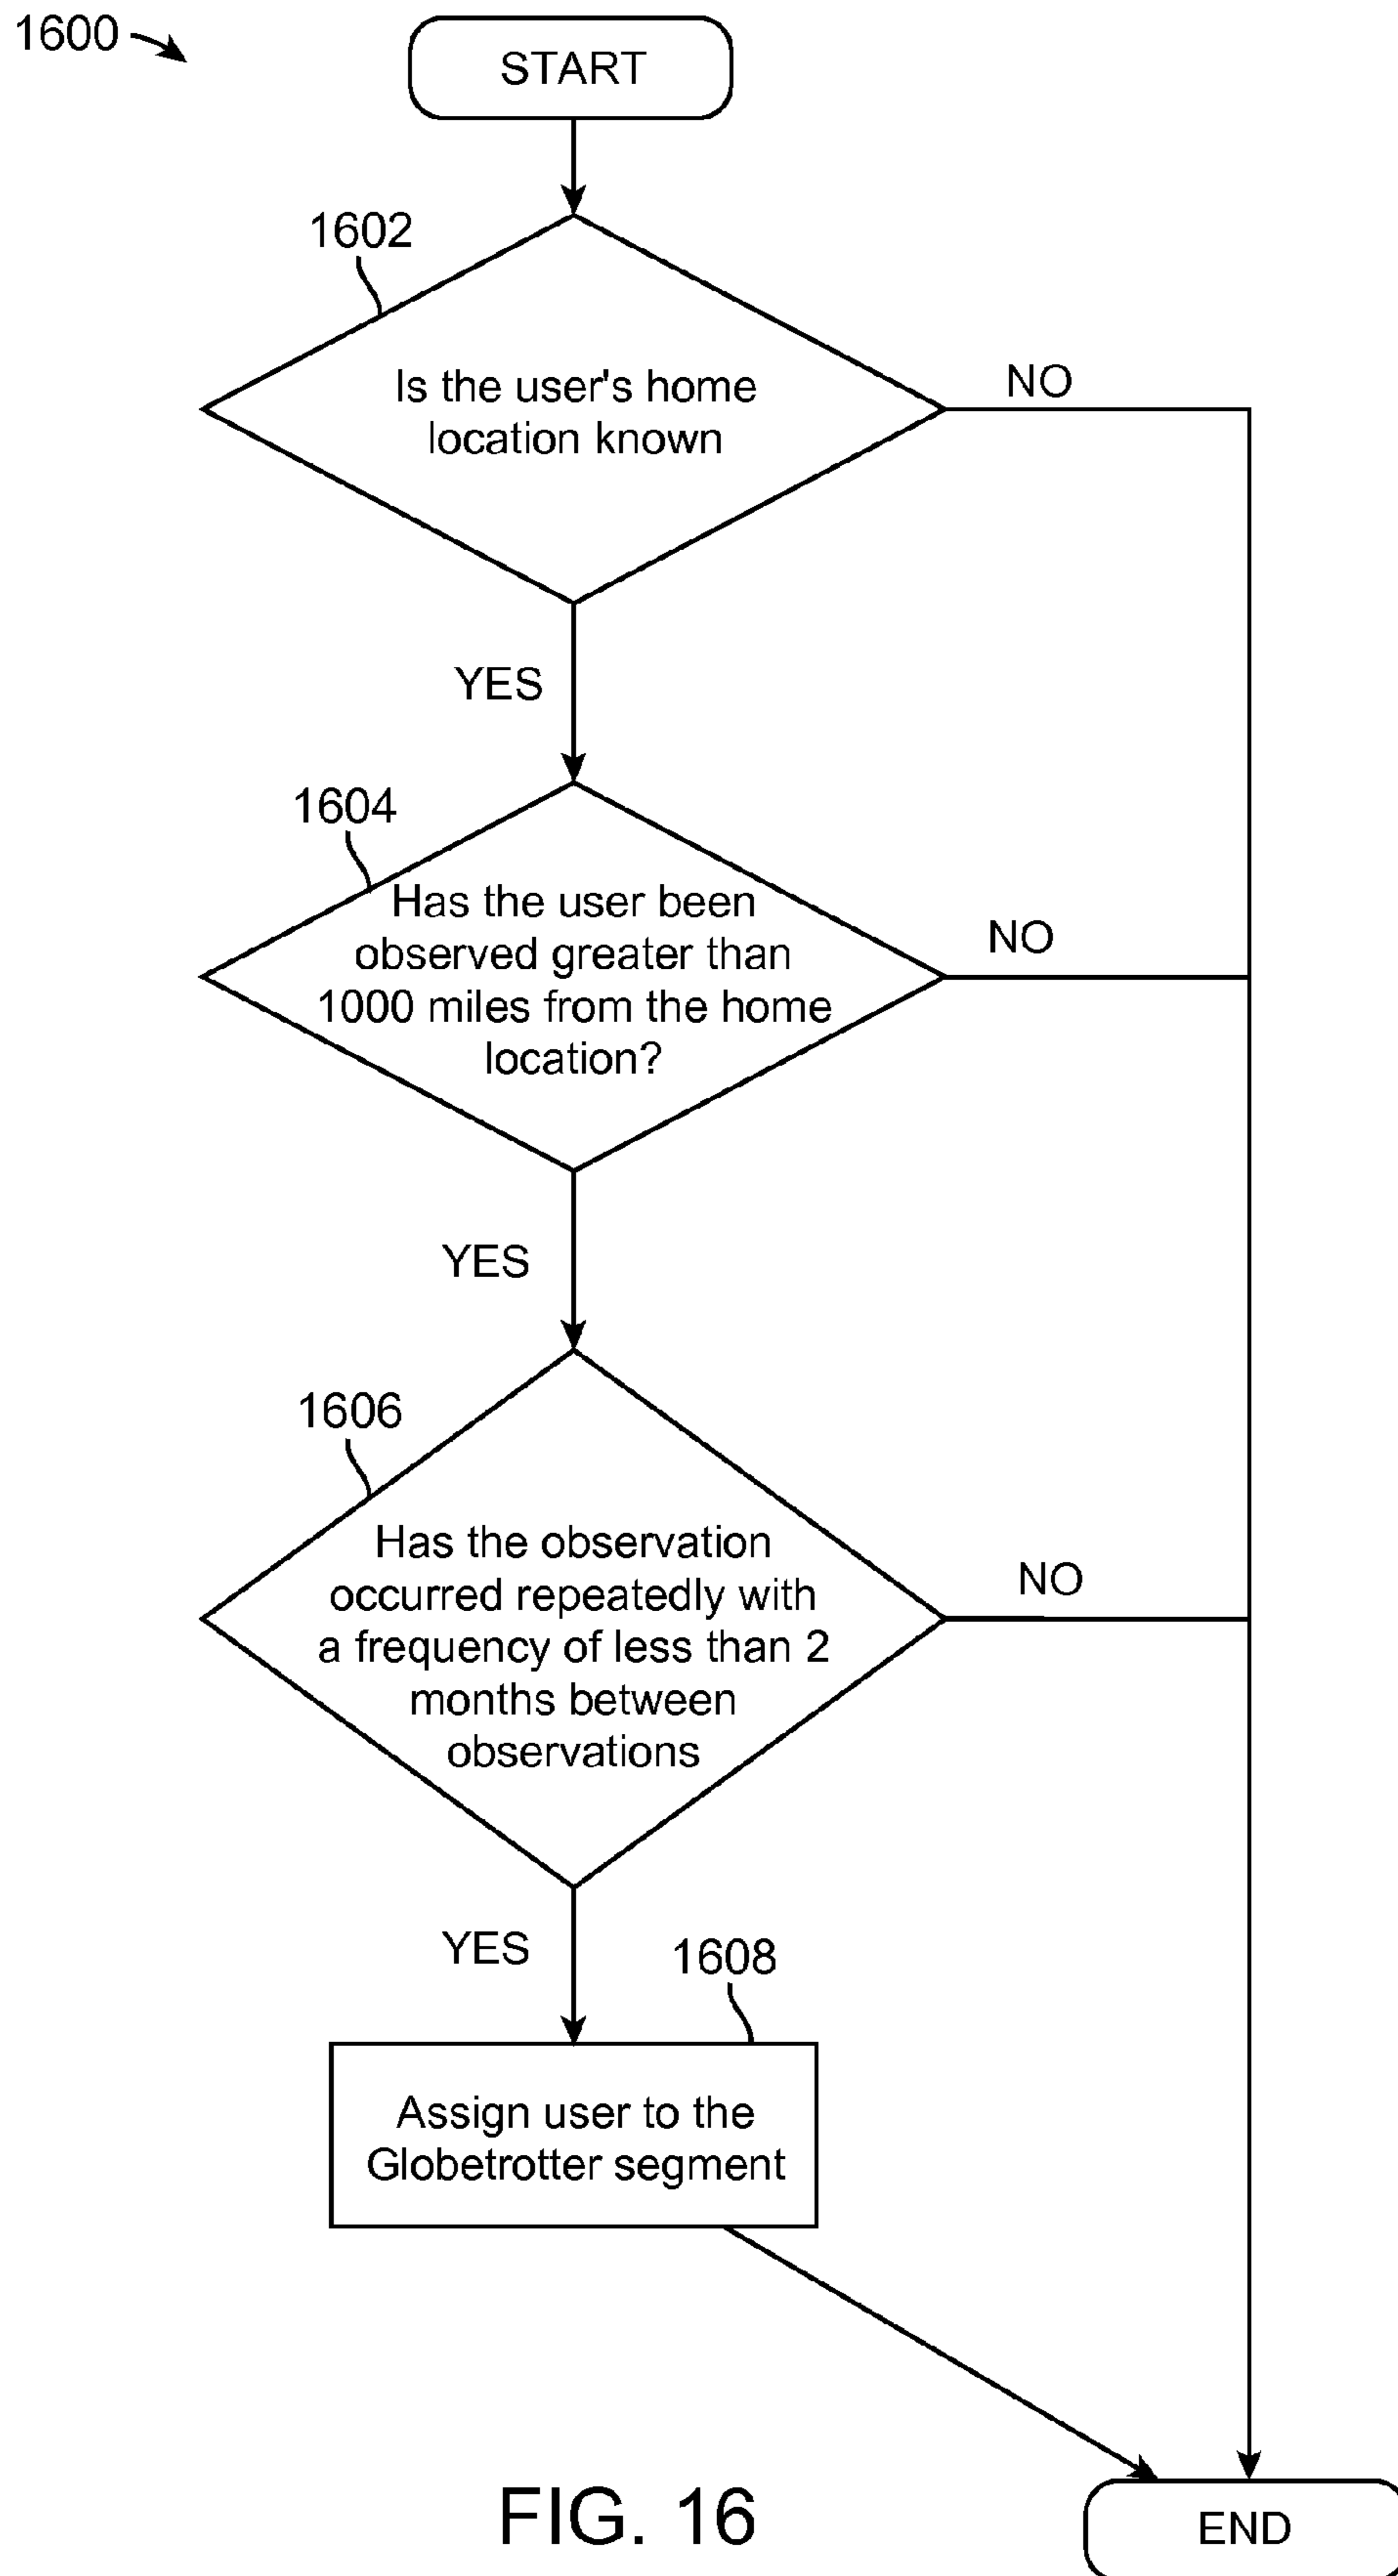 1600
START
1602
Is the user's home
location known
NO
YES
1604
Has the user been
observed greater than
1000 miles from the home
location?
NO
YES
1606
Has the observation
occurred repeatedly with
a frequency of less than 2
months between
observations
NO
YES
1608
Assign user to the
Globetrotter segment
FIG. 16
END